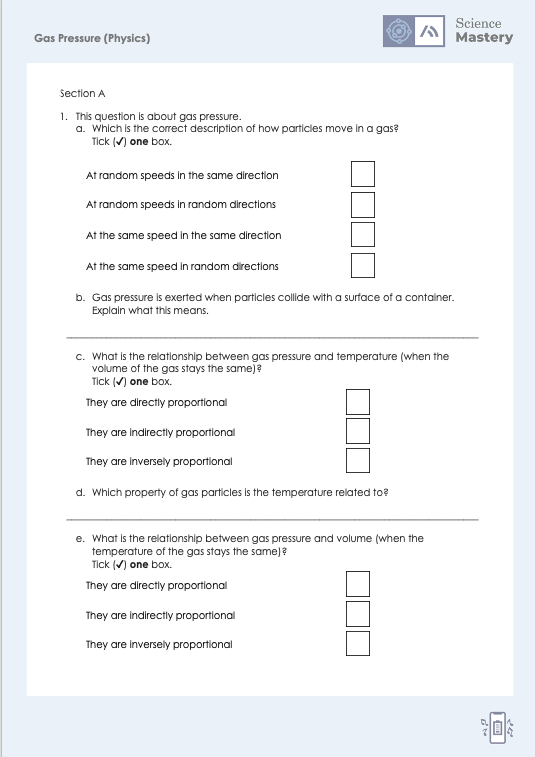 Gas Pressure (Physics)
Science
Mastery
Section A
1. This question is about gas pressure.
a. Which is the correct description of how particles move in a gas?
Tick (✓) one box.
At random speeds in the same direction
At random speeds in random directions
At the same speed in the same direction
At the same speed in random directions
b. Gas pressure is exerted when particles collide with a surface of a container.
Explain what this means.
c. What is the relationship between gas pressure and temperature (when the
volume of the gas stays the same)?
Tick (✓) one box.
They are directly proportional
They are indirectly proportional
They are inversely proportional
d. Which property of gas particles is the temperature related to?
e. What is the relationship between gas pressure and volume (when the
temperature of the gas stays the same)?
Tick (✓) one box.
They are directly proportional
They are indirectly proportional
They are inversely proportional